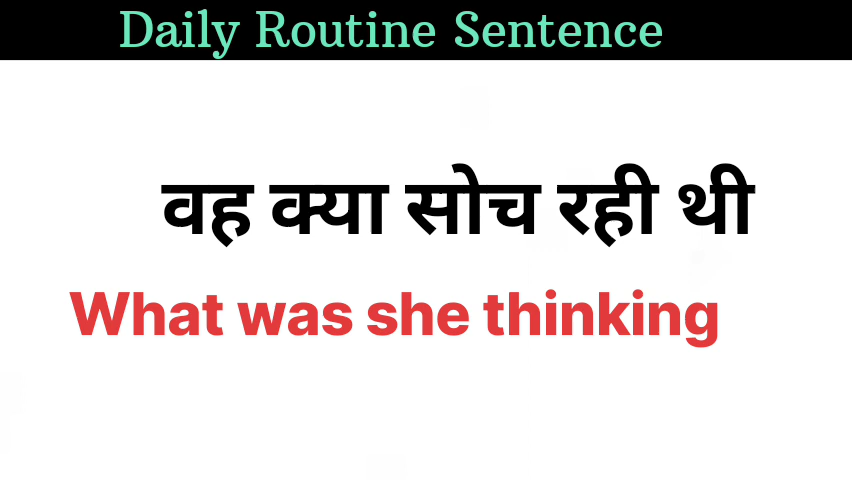 Daily Routine Sentence
वह क्या सोच रही थी
What was she thinking